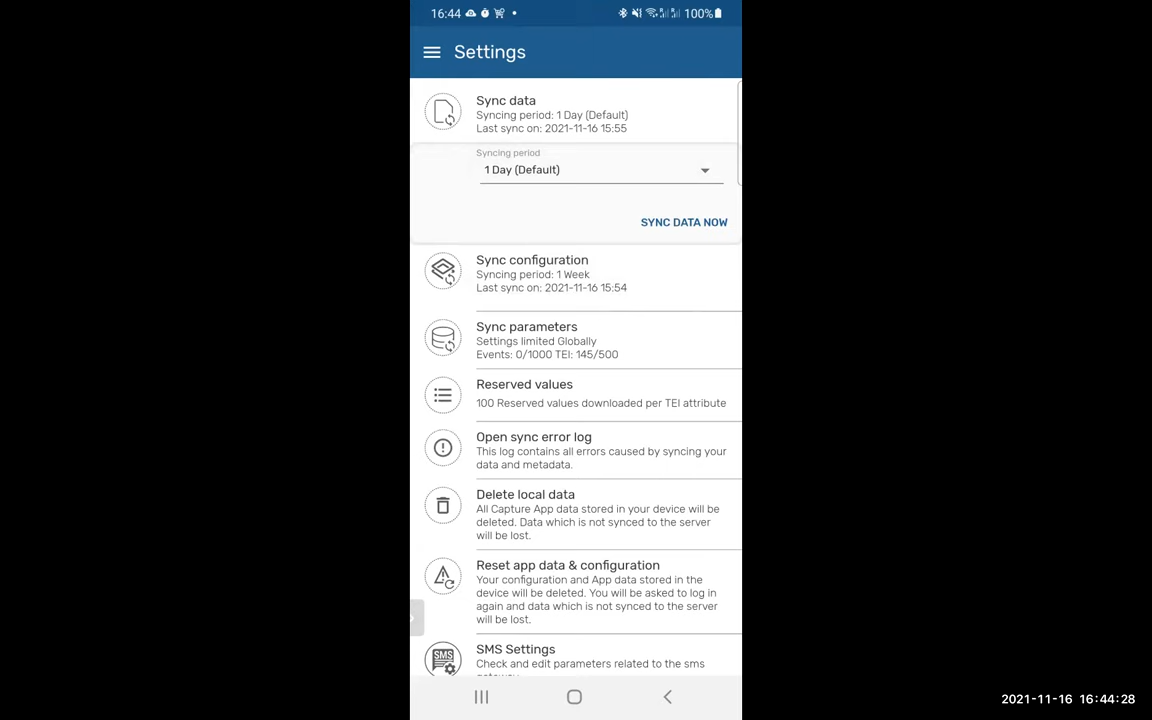 16:44
100%
Settings
Sync data
Syncing period: 1 Day (Default)
Last sync on: 2021-11-16 15:55
Syncing period
1 Day (Default)
SYNC DATA NOW
Sync configuration
Syncing period: 1 Week
Last sync on: 2021-11-16 15:54
Sync parameters
Settings limited Globally
Events: 0/1000 TEI: 145/500
Reserved values
100 Reserved values downloaded per TEI attribute
Open sync error log
This log contains all errors caused by syncing your
data and metadata.
Delete local data
All Capture App data stored in your device will be
deleted. Data which is not synced to the server
will be lost.
Reset app data & configuration
Your configuration and App data stored in the
device will be deleted. You will be asked to log in
again and data which is not synced to the server
will be lost.
SMS
SMS Settings
Check and edit parameters related to the sms
2021-11-16 16:44:28